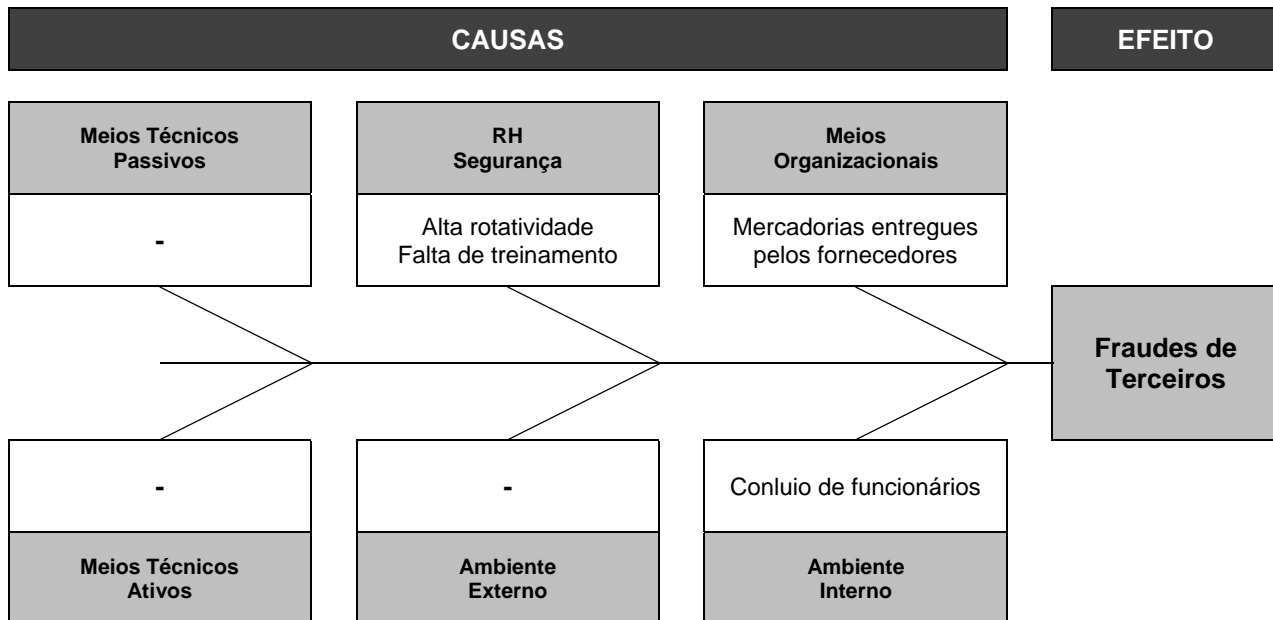 CAUSAS
EFEITO
Meios Técnicos
Passivos
RH
Segurança
Meios
Organizacionais
-
Alta rotatividade
Falta de treinamento
Mercadorias entregues
pelos fornecedores
Fraudes de
Terceiros
-
-
Conluio de funcionários
Meios Técnicos
Ativos
Ambiente
Externo
Ambiente
Interno